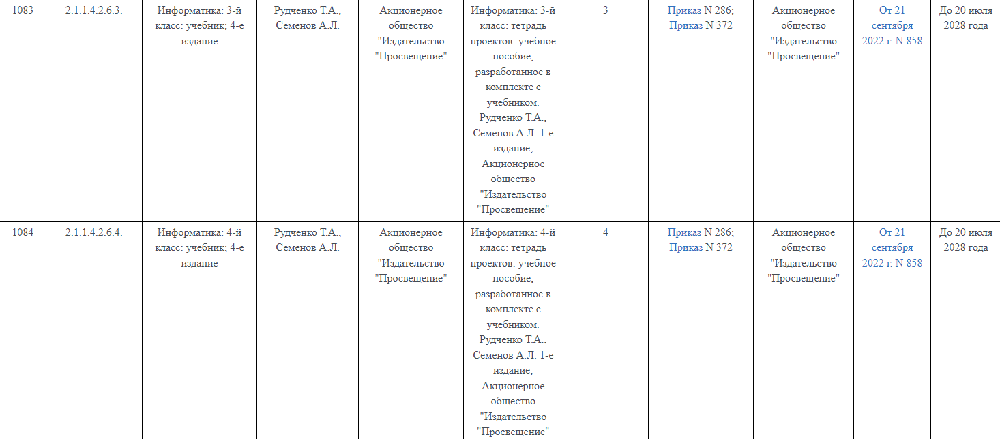 1083
2.1.1.4.2.6.3.
Информатика: 3-й
класс: учебник; 4-е
издание
Рудченко Т.А.,
Семенов А.Л.
Акционерное
общество
"Издательство
"Просвещение"
Информатика: 3-й
класс: тетрадь
проектов: учебное
пособие,
разработанное в
комплекте с
учебником.
Рудченко Т.А.,
Семенов А.Л. 1-е
издание;
Акционерное
общество
"Издательство
"Просвещение"
3
Приказ N 286;
Приказ N 372
Акционерное
общество
"Издательство
"Просвещение"
От 21
сентября
2022 г. N 858
До 20 июля
2028 года
1084
2.1.1.4.2.6.4.
Информатика: 4-й
класс: учебник; 4-е
издание
Рудченко Т.А.,
Семенов А.Л.
Акционерное
общество
"Издательство
"Просвещение"
Информатика: 4-й
класс: тетрадь
проектов: учебное
пособие,
разработанное в
комплекте с
учебником.
Рудченко Т.А.,
Семенов А.Л. 1-е
издание;
Акционерное
общество
"Издательство
"Просвещение"
4
Приказ N 286;
Приказ N 372
Акционерное
общество
"Издательство
"Просвещение"
От 21
сентября
2022 г. N 858
До 20 июля
2028 года